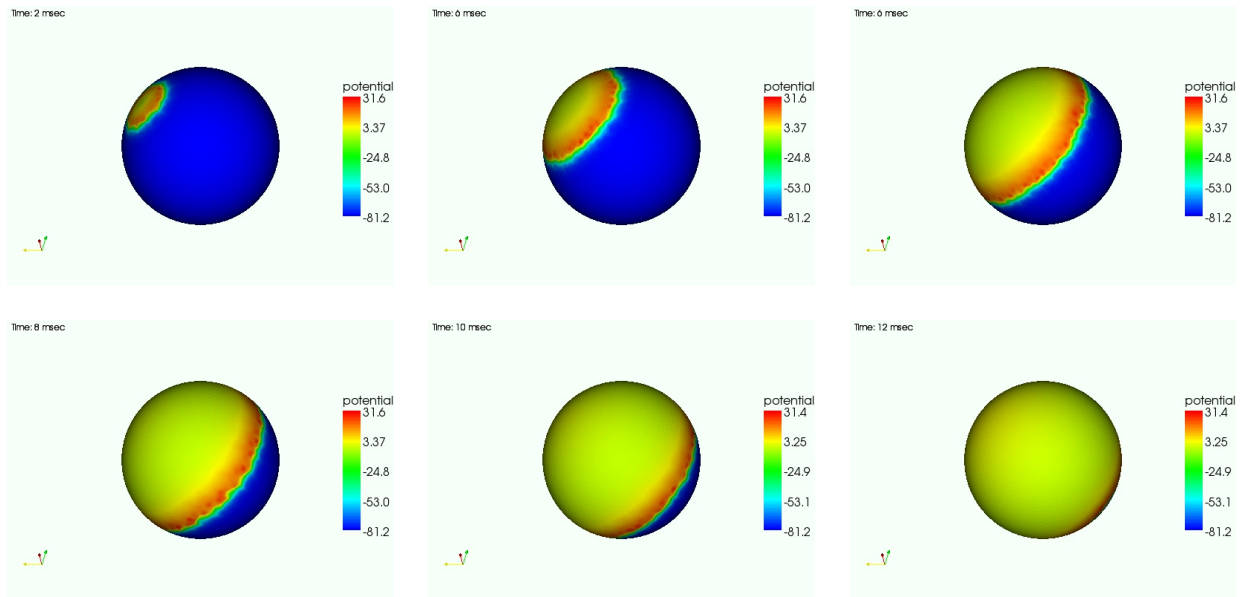 Time: 2 msec
potential
31.6
3.37
-24.8
-53.0
-81.2
Time: 6 msec
potential
31.6
3.37
-24.8
-53.0
-81.2
Time: 6 msec
potential
31.6
3.37
-24.8
-53.0
-81.2
Time: 8 msec
potential
31.6
3.37
-24.8
-53.0
-81.2
Time: 10 msec
potential
31.4
3.25
-24.9
-53.1
-81.2
Time: 12 msec
potential
31.4
3.25
-24.9
-53.1
-81.2